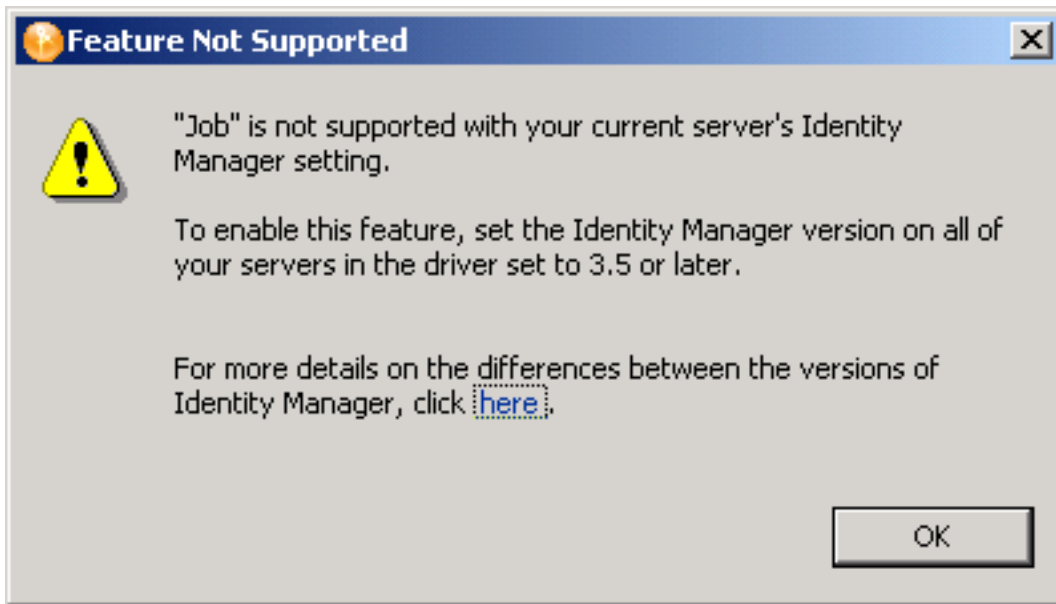 Feature Not Supported
"Job" is not supported with your current server's Identity
Manager setting.
To enable this feature, set the Identity Manager version on all of
your servers in the driver set to 3.5 or later.
For more details on the differences between the versions of
Identity Manager, click here.
OK